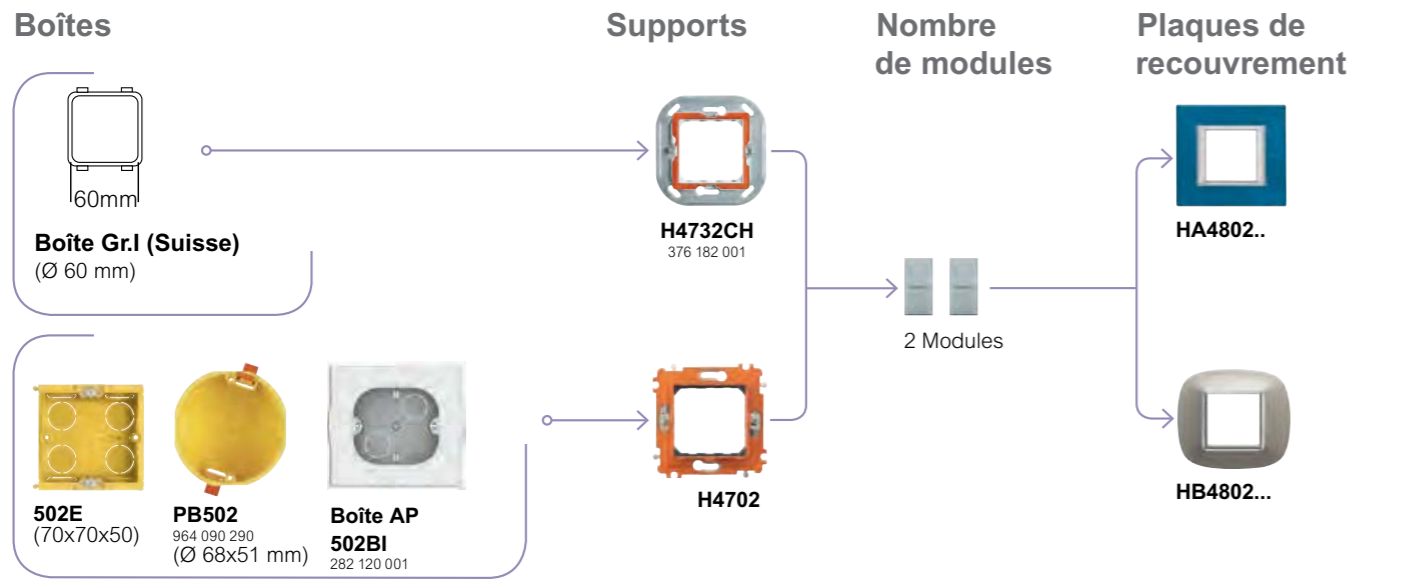 Boîtes
Supports
Nombre
de modules
Plaques de
recouvrement
60mm
Boîte Gr.I (Suisse)
(Ø 60 mm)
H4732CH
376 182 001
2 Modules
HA4802..
HB4802...
502E
(70x70x50)
PB502
964 090 290
(Ø 68x51 mm)
Boîte AP
502BI
282 120 001
H4702